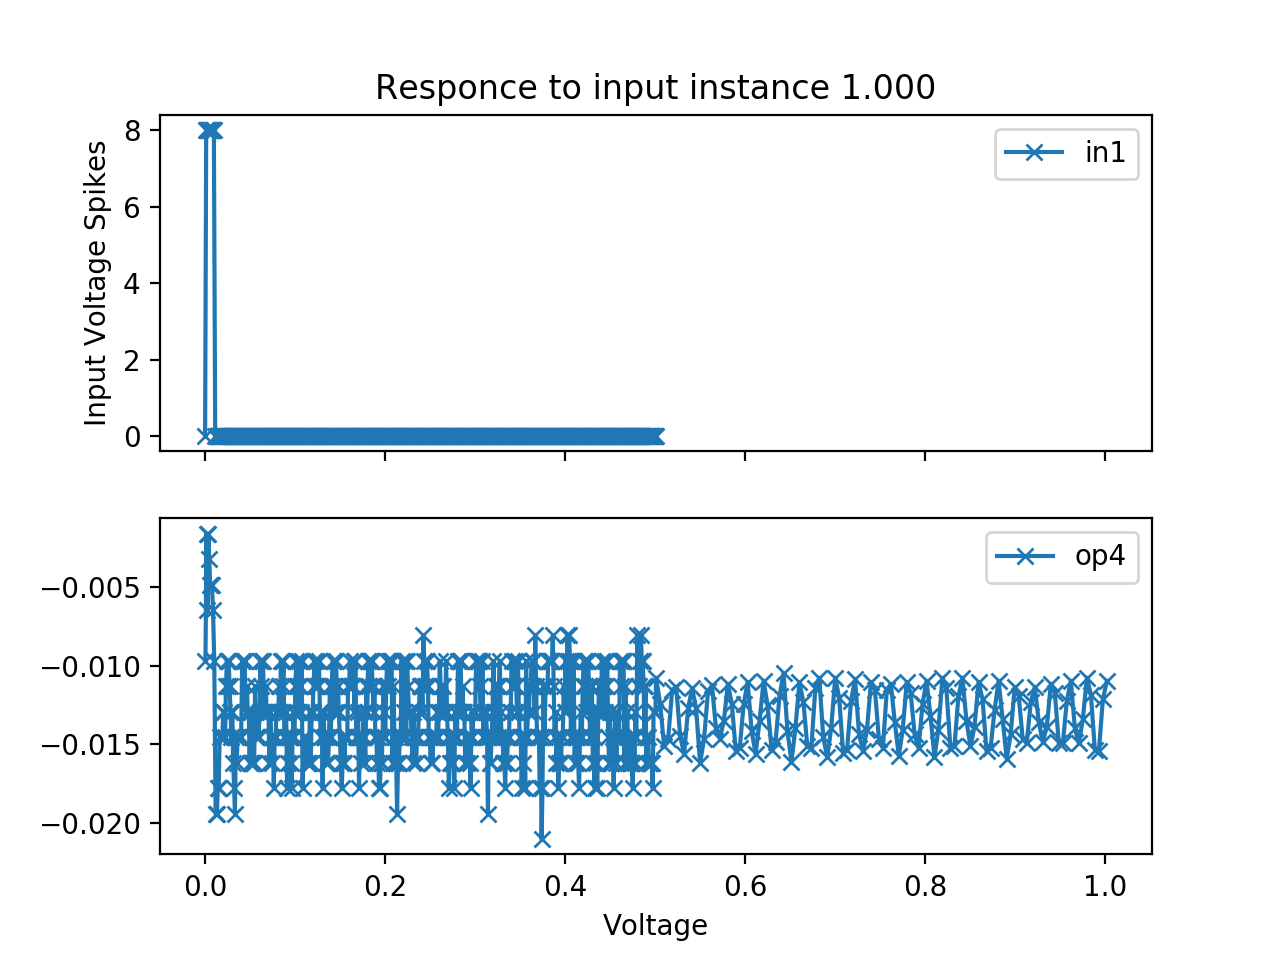 Responce to input instance 1.000
Input Voltage Spikes
8
6
4
2
0
in1
−0.005
−0.010
−0.015
−0.020
op4
0.0 0.2 0.4 0.6 0.8 1.0
Voltage